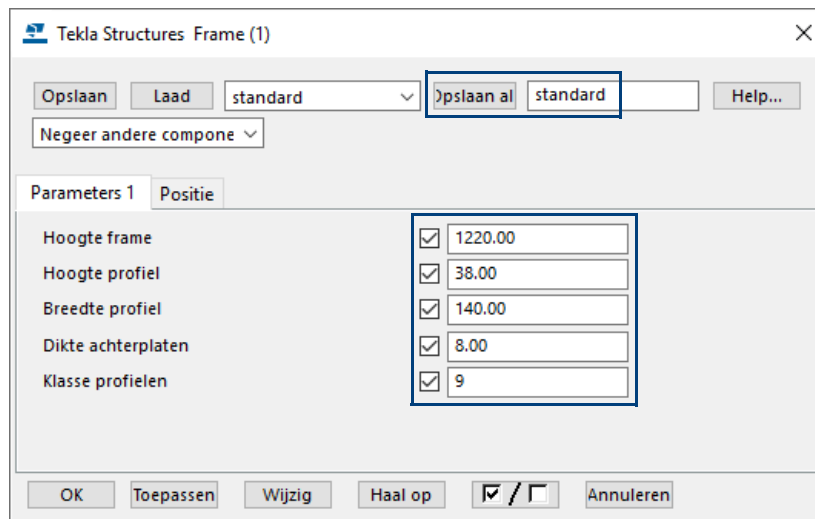 Tekla Structures Frame (1)
Opslaan Laad standard Opslaan al standard Help...
Negeer andere compone
Parameters 1 Positie
Hoogte frame 1220.00
Hoogte profiel 38.00
Breedte profiel 140.00
Dikte achterplaten 8.00
Klasse profielen 9
OK Toepassen Wijzig Haal op / Annuleren